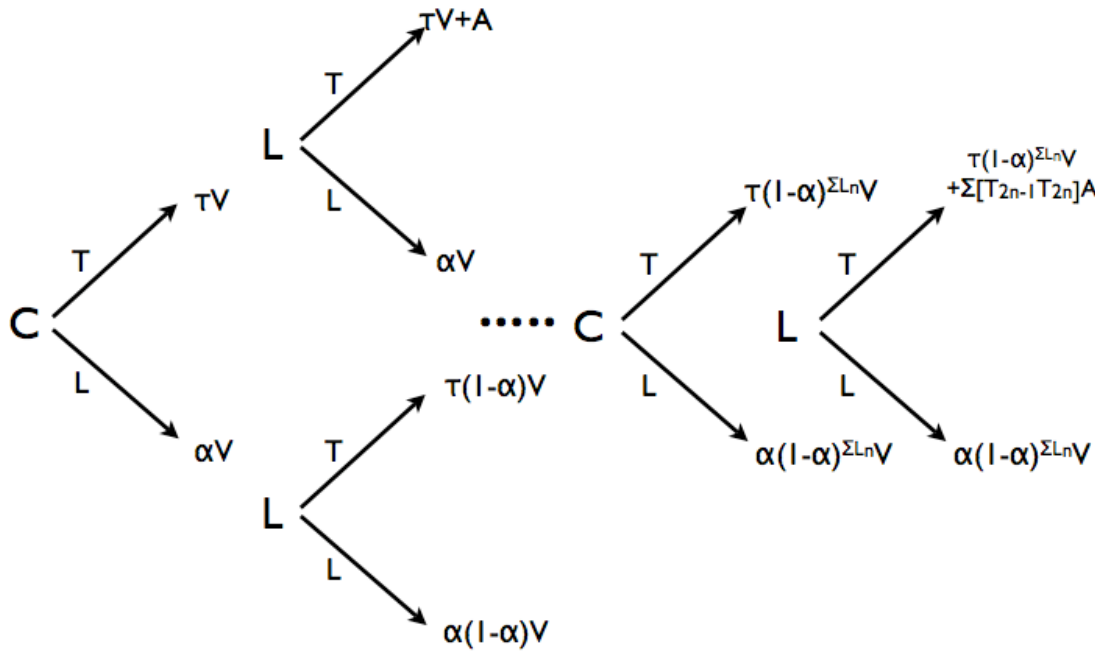 τV+A
T
L
L
αV
τV
T
C
L
αV
τ(1-α)V
T
L
L
α(1-α)V
.....
τ(1-α)^ΣLnV
T
C
L
α(1-α)^ΣLnV
τ(1-α)^ΣLnV
+Σ[T2n-1T2n]A
T
L
L
α(1-α)^ΣLnV